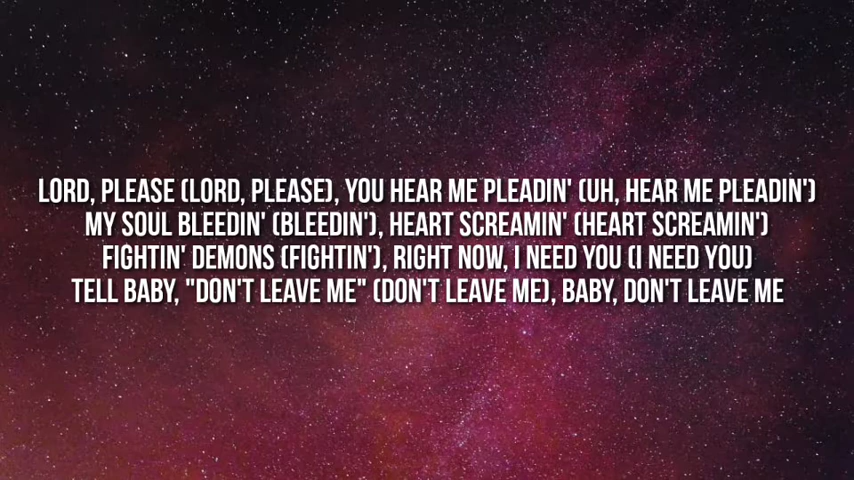 LORD, PLEASE (LORD, PLEASE), YOU HEAR ME PLEADIN' (UH, HEAR ME PLEADIN')
MY SOUL BLEEDIN' (BLEEDIN'), HEART SCREAMIN' (HEART SCREAMIN')
FIGHTIN' DEMONS (FIGHTIN'), RIGHT NOW, I NEED YOU (I NEED YOU)
TELL BABY, "DON'T LEAVE ME" (DON'T LEAVE ME), BABY, DON'T LEAVE ME